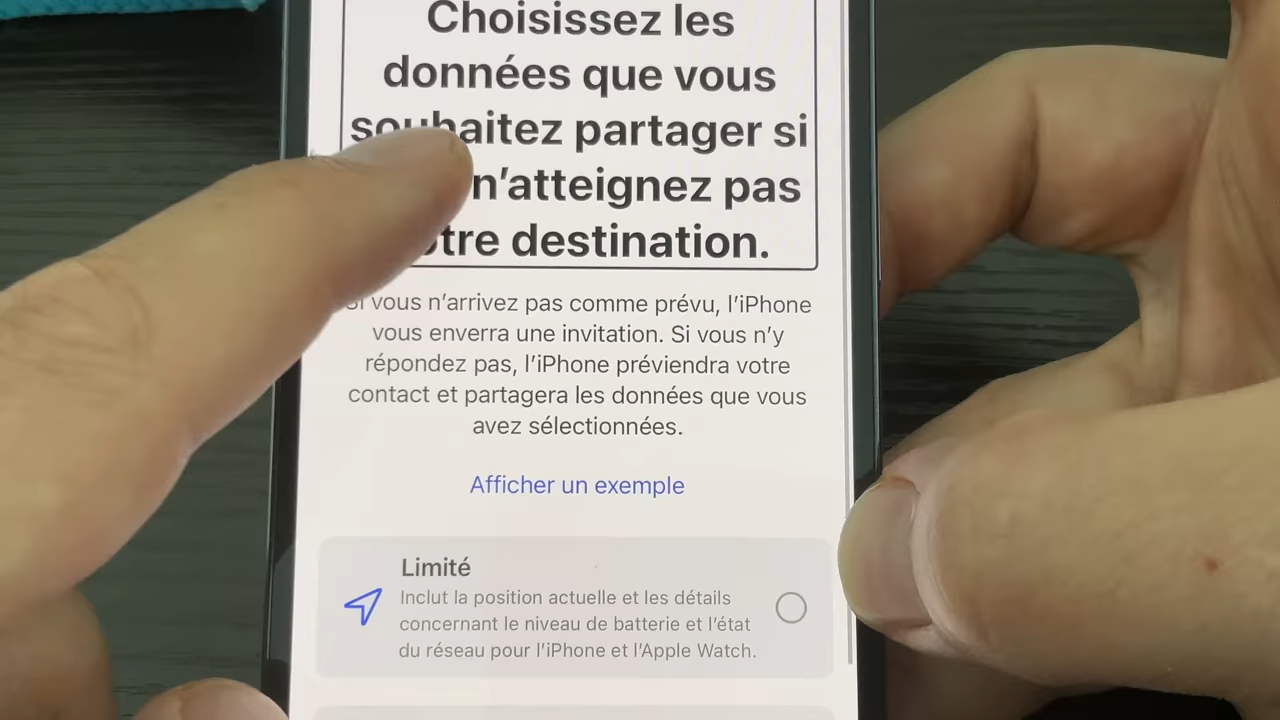 Choisissez les
données que vous
souhaitez partager si
n'atteignez pas
votre destination.
Si vous n'arrivez pas comme prévu, l'iPhone
vous enverra une invitation. Si vous n'y
répondez pas, l'iPhone préviendra votre
contact et partagera les données que vous
avez sélectionnées.
Afficher un exemple
Limité
Inclut la position actuelle et les détails
concernant le niveau de batterie et l'état
du réseau pour l'iPhone et l'Apple Watch.